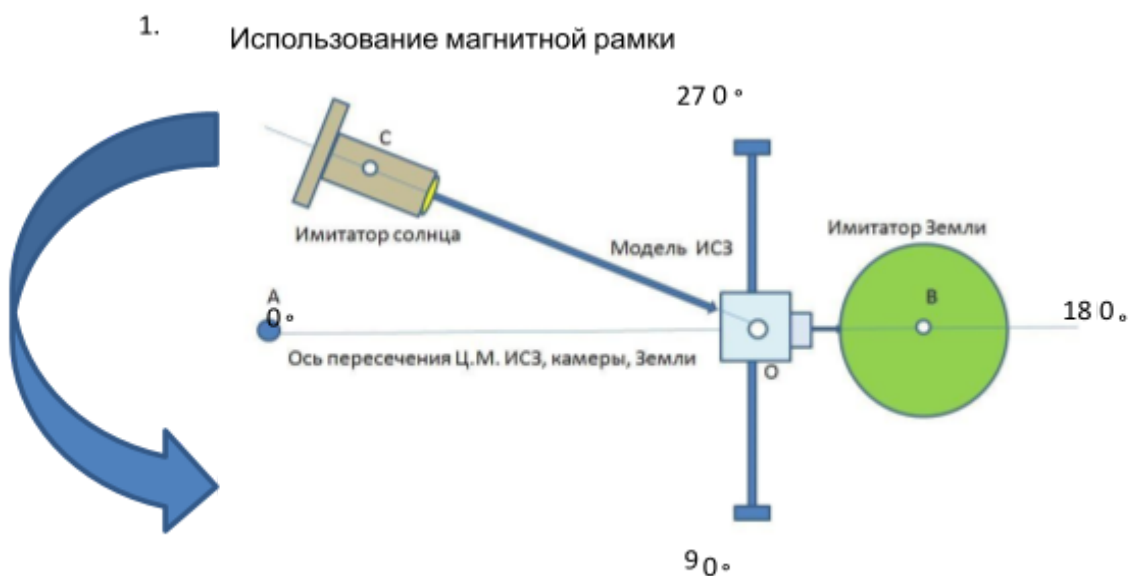 1. Использование магнитной рамки
27 0 °
С
Имитатор солнца
Модель ИСЗ
Имитатор Земли
А
0°
В
18 0 °
Ось пересечения Ц.М. ИСЗ, камеры, Земли
О
9 0 °